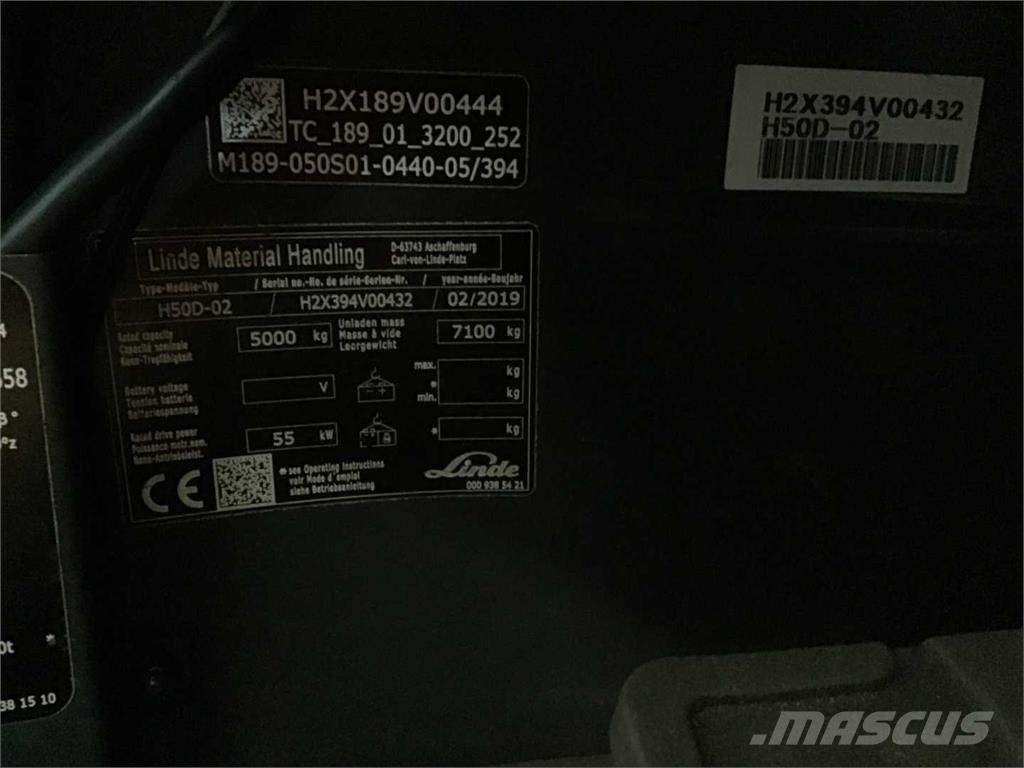 H2X189V00444
TC_189_01_3200_252
M189-050S01-0440-05/394
H2X394V00432
H50D-02
Linde Material Handling
D-63743 Aschaffenburg
Carl-von-Linde-Platz
Type-Modèle-Typ / Serial no.-No. de série-Serien-Nr. / year-année-Baujahr
H50D-02 / H2X394V00432 / 02/2019
Rated capacity
Capacité nominale
Nenn-Tragfähigkeit
5000 kg
Unladen mass
Masse à vide
Leergewicht
7100 kg
Battery voltage
Tension batterie
Batteriespannung
V
max. kg
*
min. kg
Rated drive power
Puissance motr.nom.
Nenn-Antriebsleist.
55 kW
* kg
CE
* see Operating Instructions
voir Mode d'emploi
siehe Betriebsanleitung
Linde
000 938 54 21
4
58
3°
°z
0t *
38 15 10
MASCUS